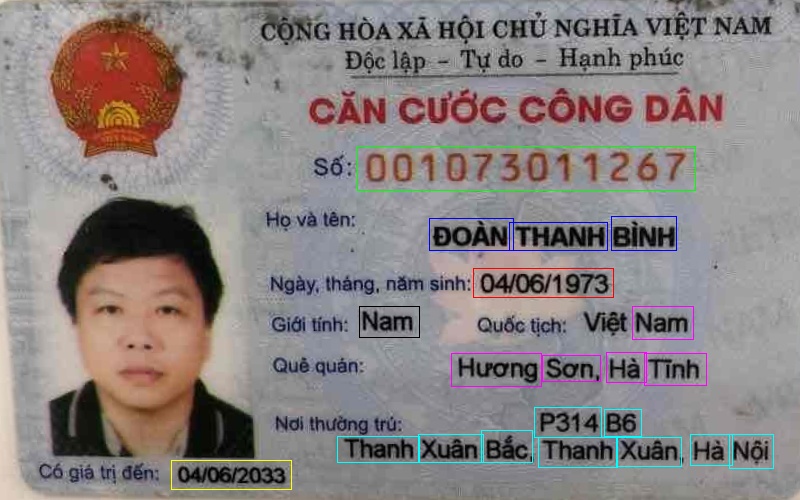 CỘNG HÒA XÃ HỘI CHỦ NGHĨA VIỆT NAM
Độc lập – Tự do – Hạnh phúc
CĂN CƯỚC CÔNG DÂN
Số: 001073011267
Họ và tên:
ĐOÀN THANH BÌNH
Ngày, tháng, năm sinh: 04/06/1973
Giới tính: Nam Quốc tịch: Việt Nam
Quê quán: Hương Sơn, Hà Tĩnh
Nơi thường trú: P314 B6
Thanh Xuân Bắc, Thanh Xuân, Hà Nội
Có giá trị đến: 04/06/2033